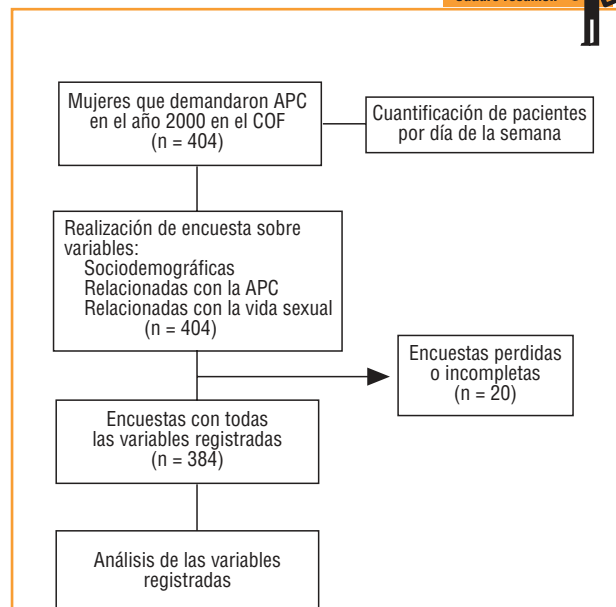 Mujeres que demandaron APC
en el año 2000 en el COF
(n = 404)
Cuantificación de pacientes
por día de la semana
Realización de encuesta sobre
variables:
Sociodemográficas
Relacionadas con la APC
Relacionadas con la vida sexual
(n = 404)
Encuestas perdidas
o incompletas
(n = 20)
Encuestas con todas
las variables registradas
(n = 384)
Análisis de las variables
registradas